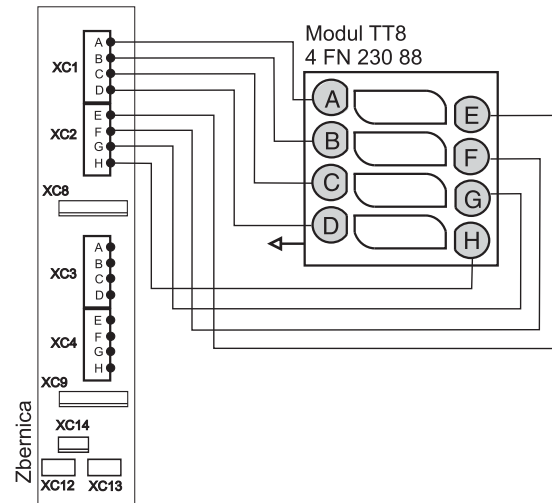 Modul TT8
4 FN 230 88
XC1
A
B
C
D
XC2
E
F
G
H
XC8
XC3
A
B
C
D
XC4
E
F
G
H
XC9
XC14
XC12
XC13
Zbernica
A
B
C
D
E
F
G
H